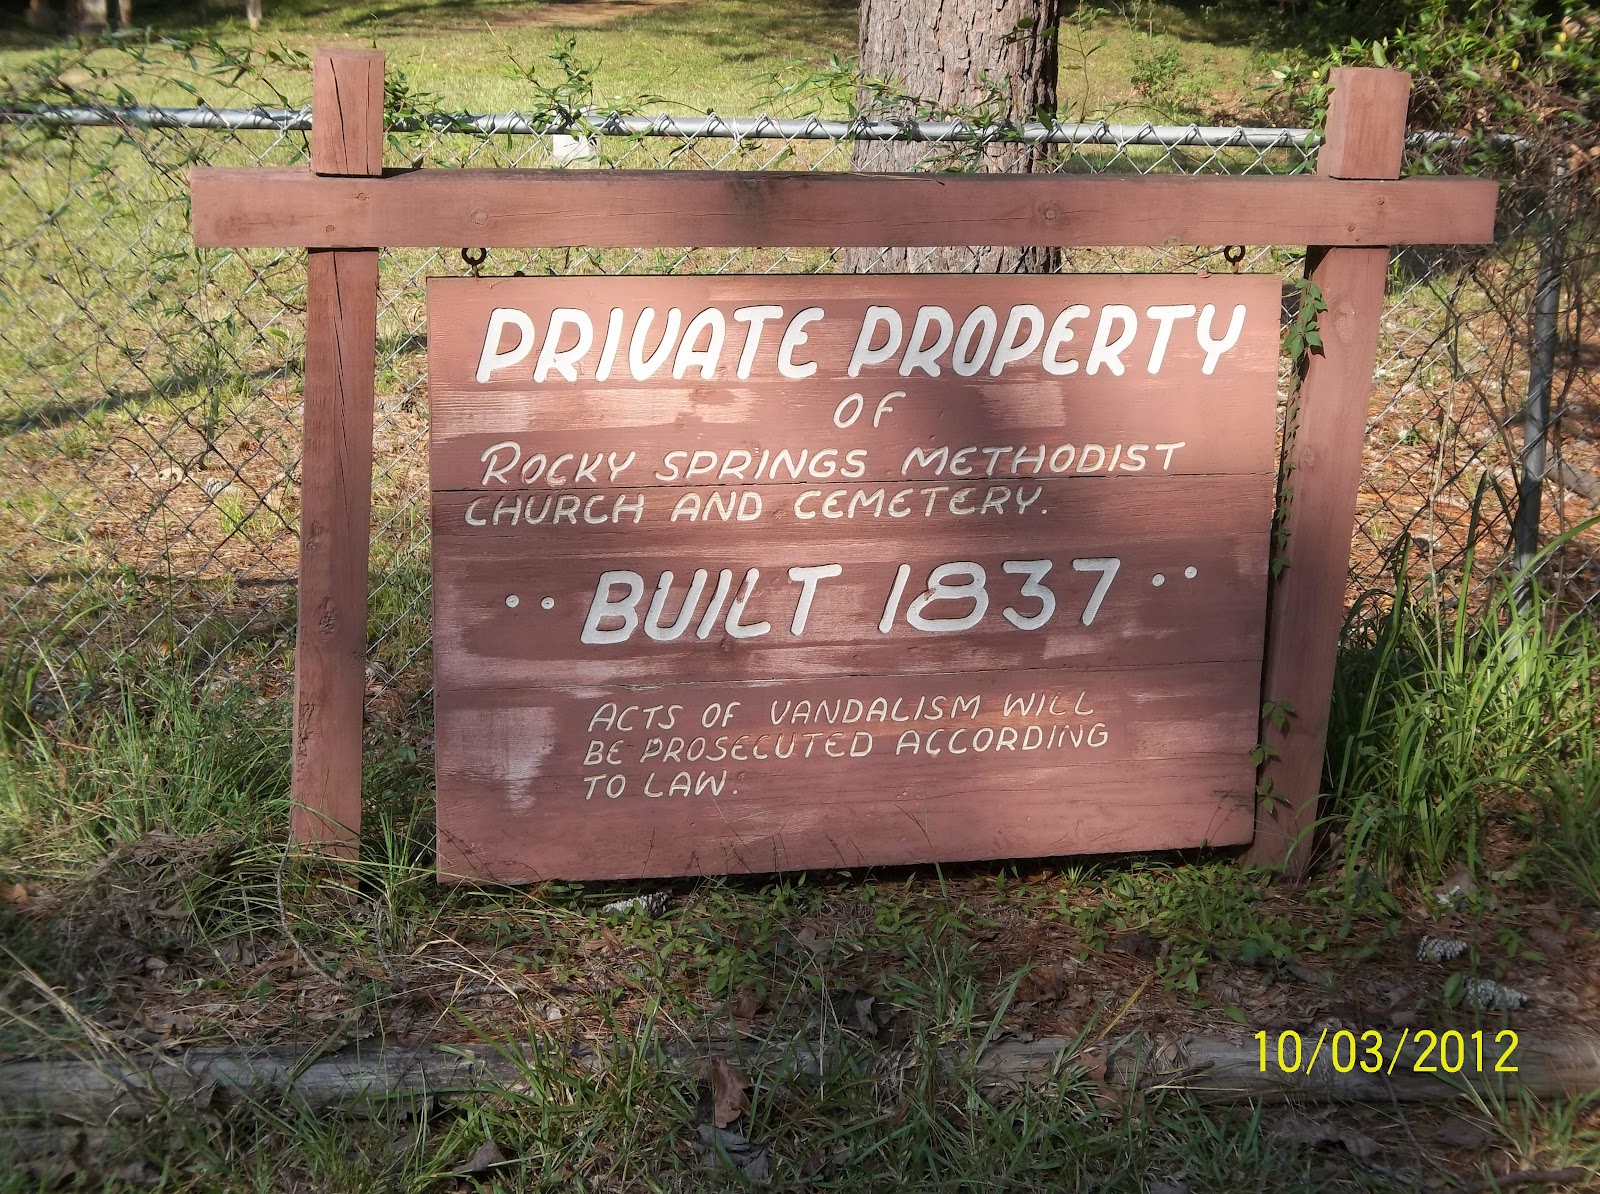 PRIVATE PROPERTY
OF
ROCKY SPRINGS METHODIST
CHURCH AND CEMETERY.
··BUILT 1837··
ACTS OF VANDALISM WILL
BE PROSECUTED ACCORDING
TO LAW.
10/03/2012